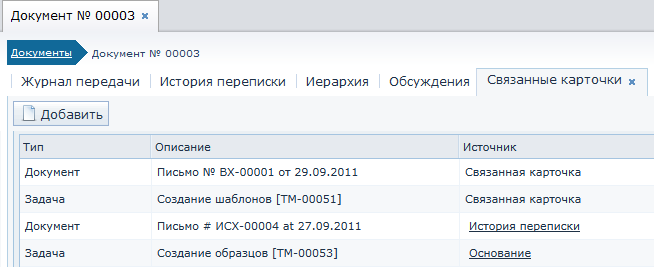 Документ № 00003
Документы Документ № 00003
Журнал передачи История переписки Иерархия Обсуждения Связанные карточки
Добавить
Тип Описание Источник
Документ Письмо № ВХ-00001 от 29.09.2011 Связанная карточка
Задача Создание шаблонов [TM-00051] Связанная карточка
Документ Письмо # ИСХ-00004 at 27.09.2011 История переписки
Задача Создание образцов [TM-00053] Основание